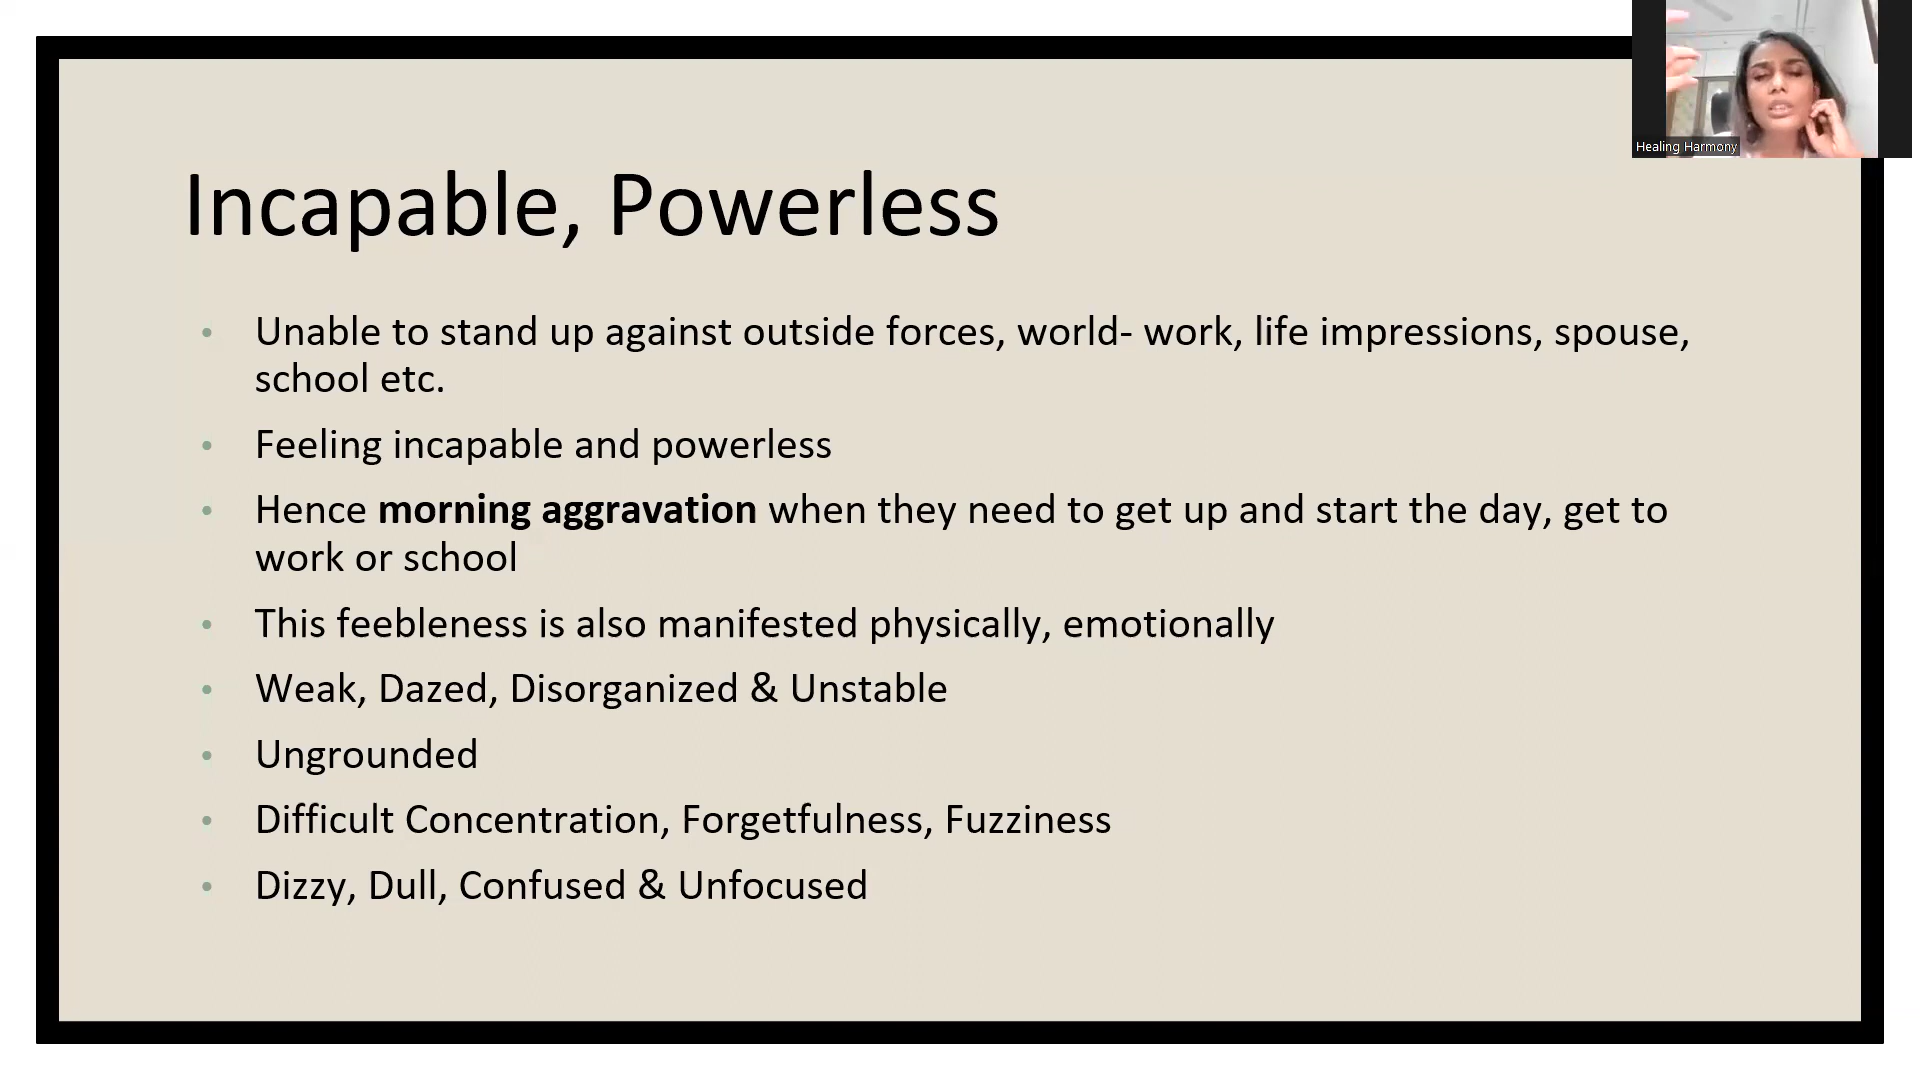 Healing Harmony
Incapable, Powerless
• Unable to stand up against outside forces, world- work, life impressions, spouse,
school etc.
• Feeling incapable and powerless
• Hence morning aggravation when they need to get up and start the day, get to
work or school
• This feebleness is also manifested physically, emotionally
• Weak, Dazed, Disorganized & Unstable
• Ungrounded
• Difficult Concentration, Forgetfulness, Fuzziness
• Dizzy, Dull, Confused & Unfocused